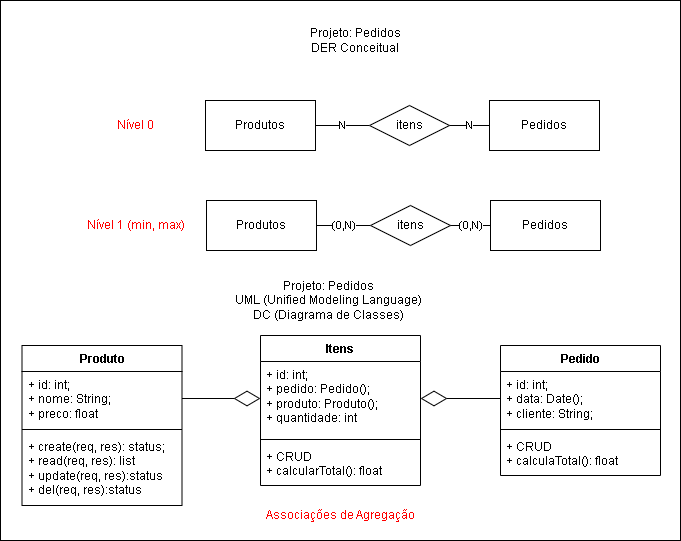 Projeto: Pedidos
DER Conceitual
Nível 0
Produtos
N
itens
N
Pedidos
Nível 1 (min, max)
Produtos
(0,N)
itens
(0,N)
Pedidos
Projeto: Pedidos
UML (Unified Modeling Language)
DC (Diagrama de Classes)
Produto
+ id: int;
+ nome: String;
+ preco: float
+ create(req, res): status;
+ read(req, res): list
+ update(req, res):status
+ del(req, res):status
Itens
+ id: int;
+ pedido: Pedido();
+ produto: Produto();
+ quantidade: int
+ CRUD
+ calcularTotal(): float
Pedido
+ id: int;
+ data: Date();
+ cliente: String;
+ CRUD
+ calculaTotal(): float
Associações de Agregação